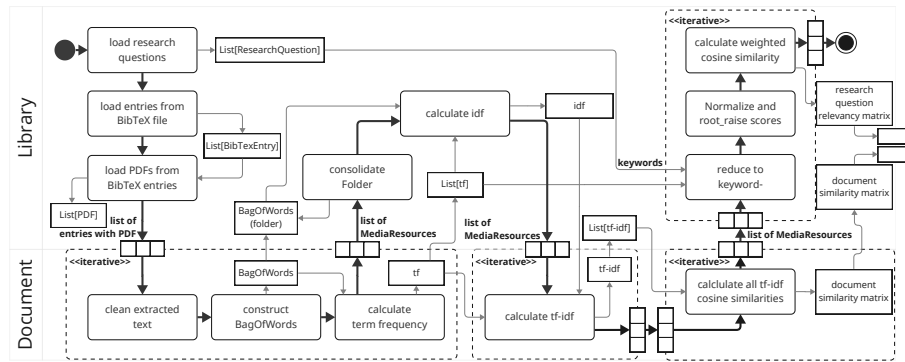 Library
Document
load research
questions
List[ResearchQuestion]
load entries from
BibTeX file
List[BibTexEntry]
load PDFs from
BibTeX entries
List[PDF]
list of
entries with PDF
<<iterative>>
clean extracted
text
construct
BagOfWords
calculate
term frequency
BagOfWords
BagOfWords
(folder)
consolidate
Folder
list of
MediaResources
tf
List[tf]
calculate idf
idf
list of
MediaResources
<<iterative>>
calculate tf-idf
tf-idf
List[tf-idf]
<<iterative>>
calclulate all tf-idf
cosine similarities
document
similarity matrix
list of MediaResources
document
similarity matrix
<<iterative>>
keywords
reduce to
keyword-
Normalize and
root_raise scores
calculate weighted
cosine similarity
research
question
relevancy matrix